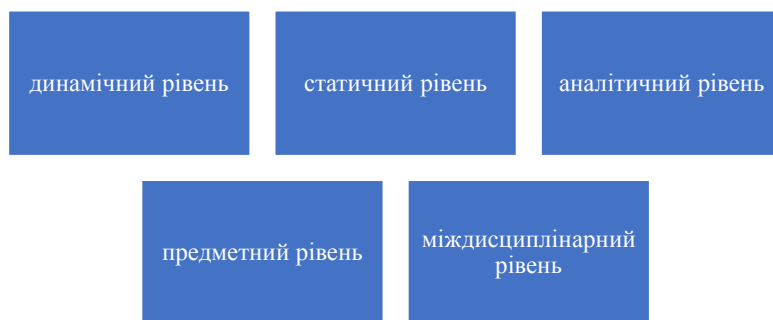 динамічний рівень
статичний рівень
аналітичний рівень
предметний рівень
міждисциплінарний
рівень